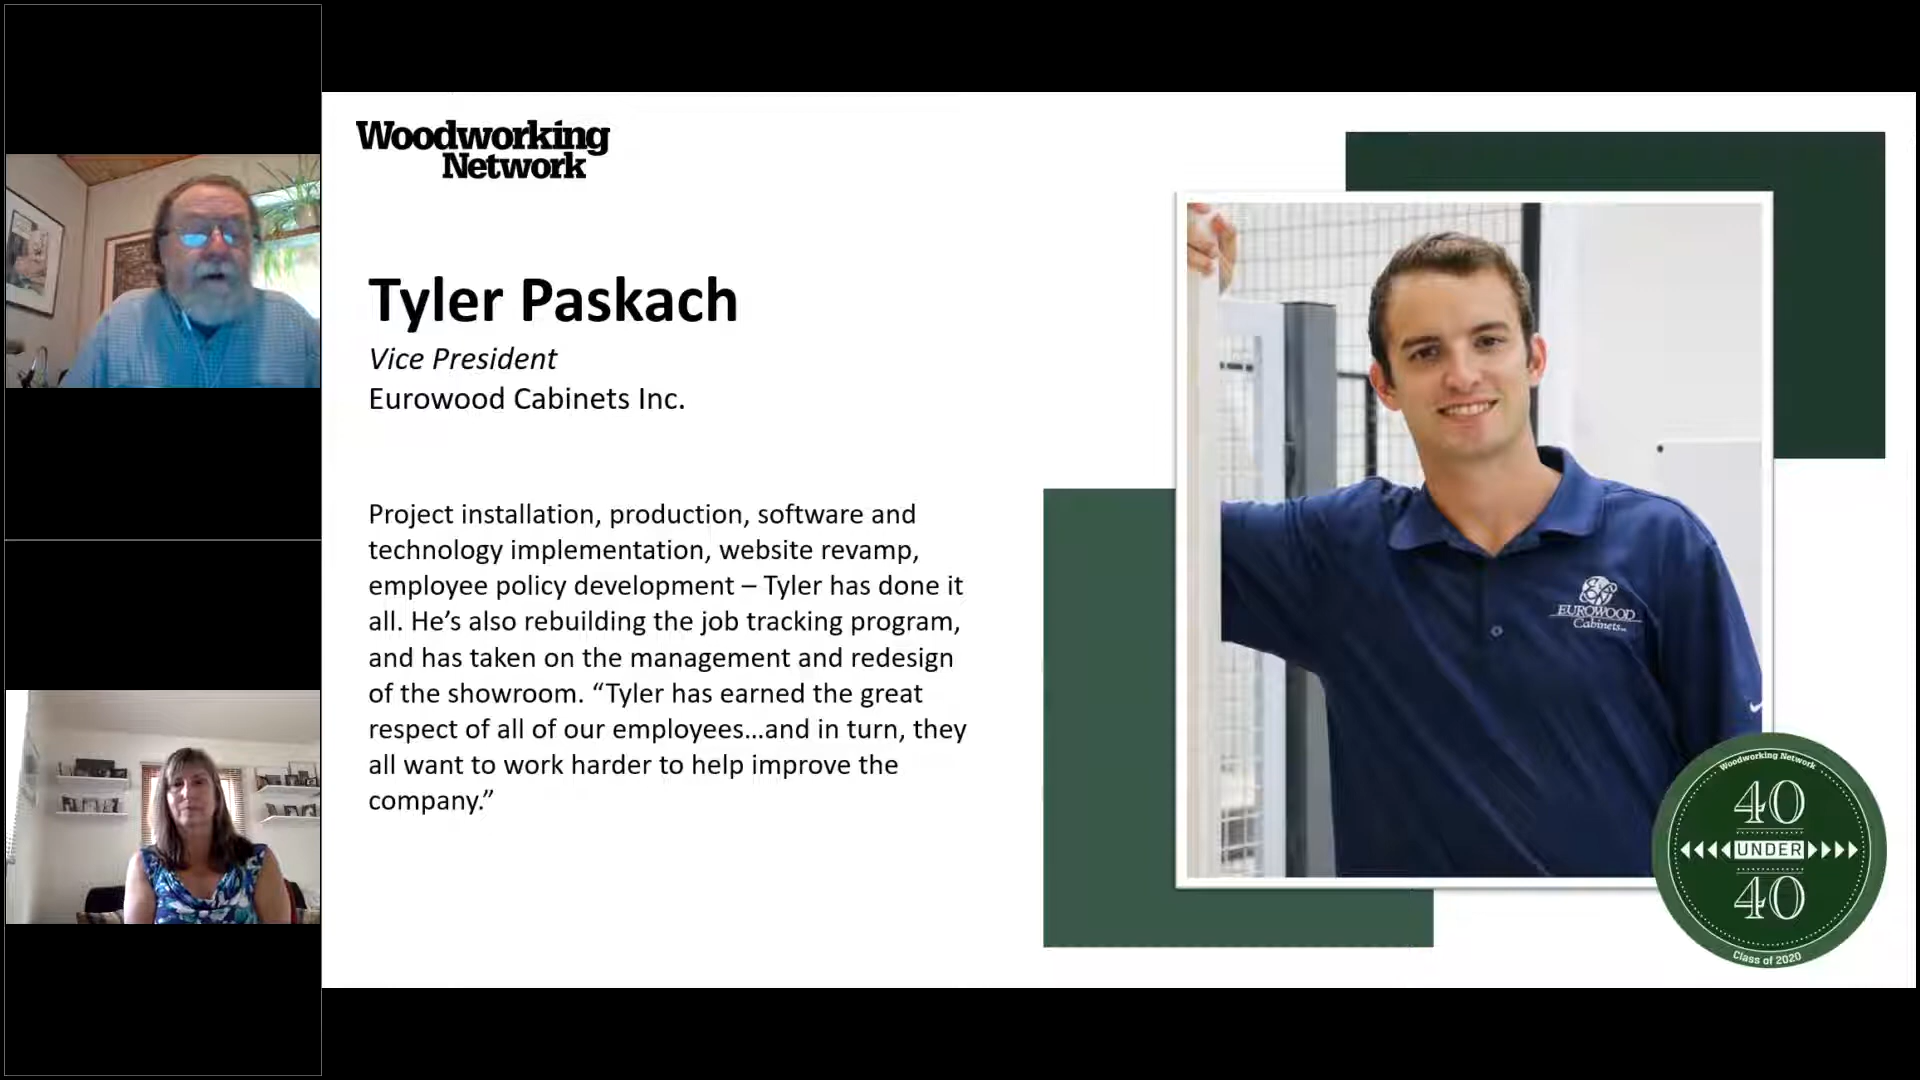 Woodworking
Network
Tyler Paskach
Vice President
Eurowood Cabinets Inc.
Project installation, production, software and
technology implementation, website revamp,
employee policy development – Tyler has done it
all. He’s also rebuilding the job tracking program,
and has taken on the management and redesign
of the showroom. “Tyler has earned the great
respect of all of our employees…and in turn, they
all want to work harder to help improve the
company.”
EUROWOOD
Cabinets
Woodworking Network
40
UNDER
40
Class of 2020